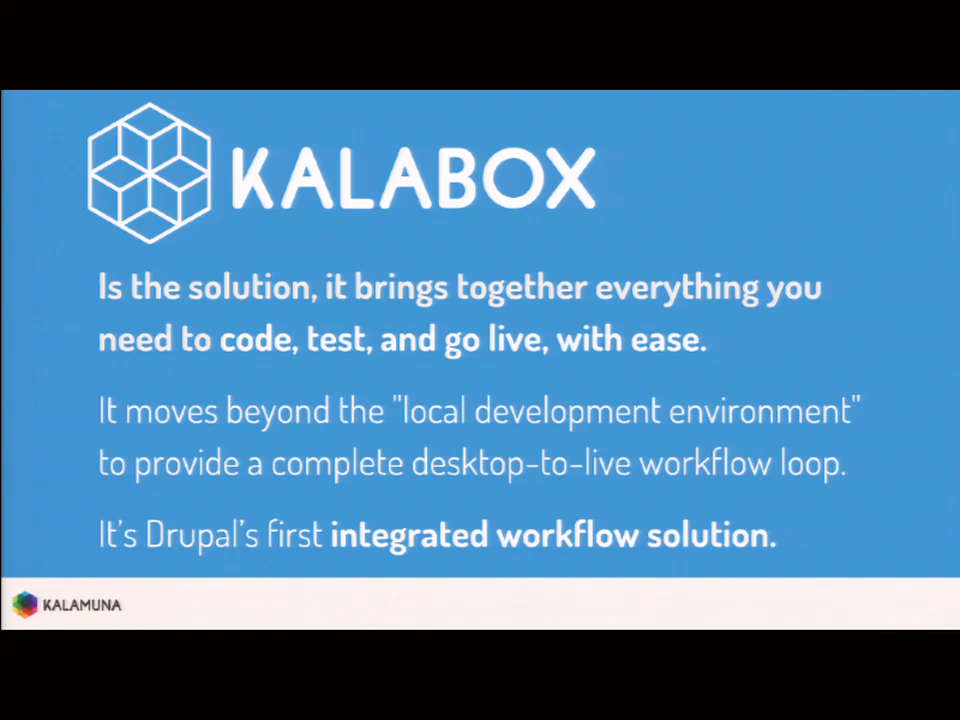 KALABOX
Is the solution, it brings together everything you
need to code, test, and go live, with ease.
It moves beyond the "local development environment"
to provide a complete desktop-to-live workflow loop.
It’s Drupal’s first integrated workflow solution.
KALAMUNA